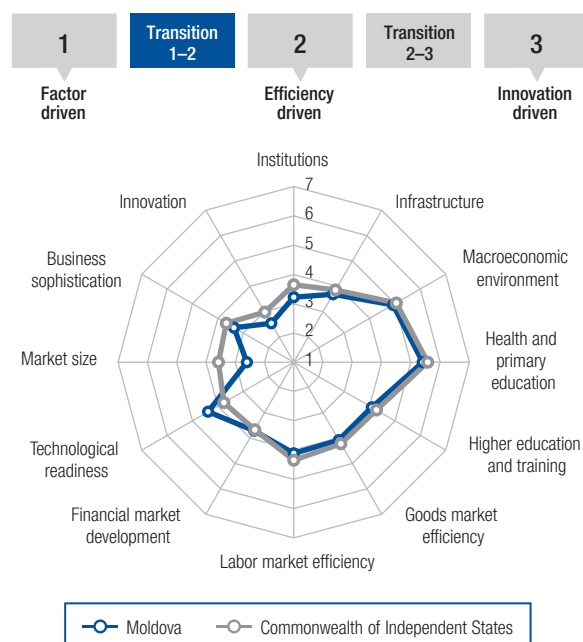 1
Transition
1–2
2
Transition
2–3
3
Factor
driven
Efficiency
driven
Innovation
driven
Institutions
7
6
5
4
3
2
1
Infrastructure
Macroeconomic
environment
Health and
primary
education
Higher education
and training
Goods market
efficiency
Labor market efficiency
Financial market
development
Technological
readiness
Market size
Business
sophistication
Innovation
Moldova
Commonwealth of Independent States